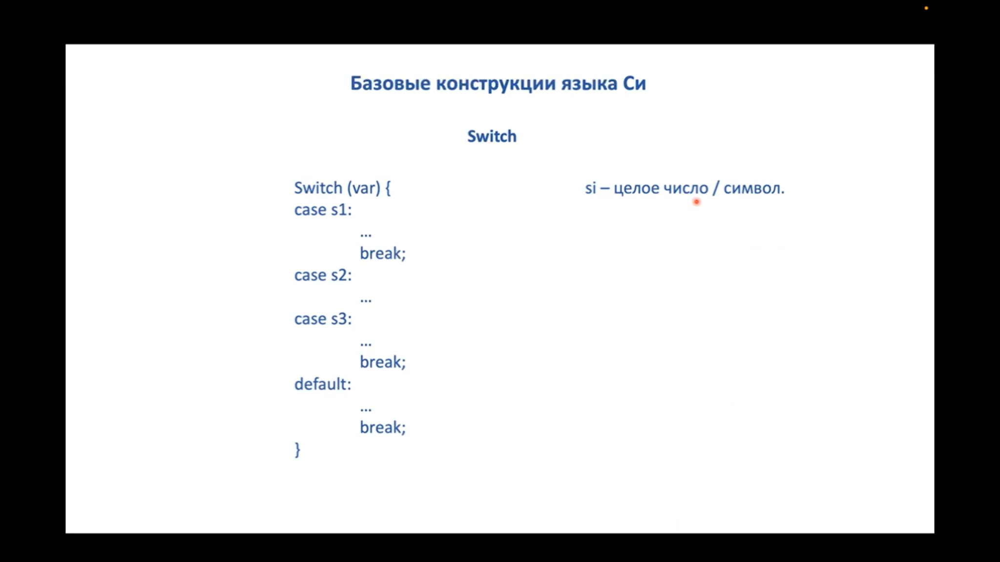 Базовые конструкции языка Си
Switch
Switch (var) {
si – целое число / символ.
case s1:
...
break;
case s2:
...
case s3:
...
break;
default:
...
break;
}